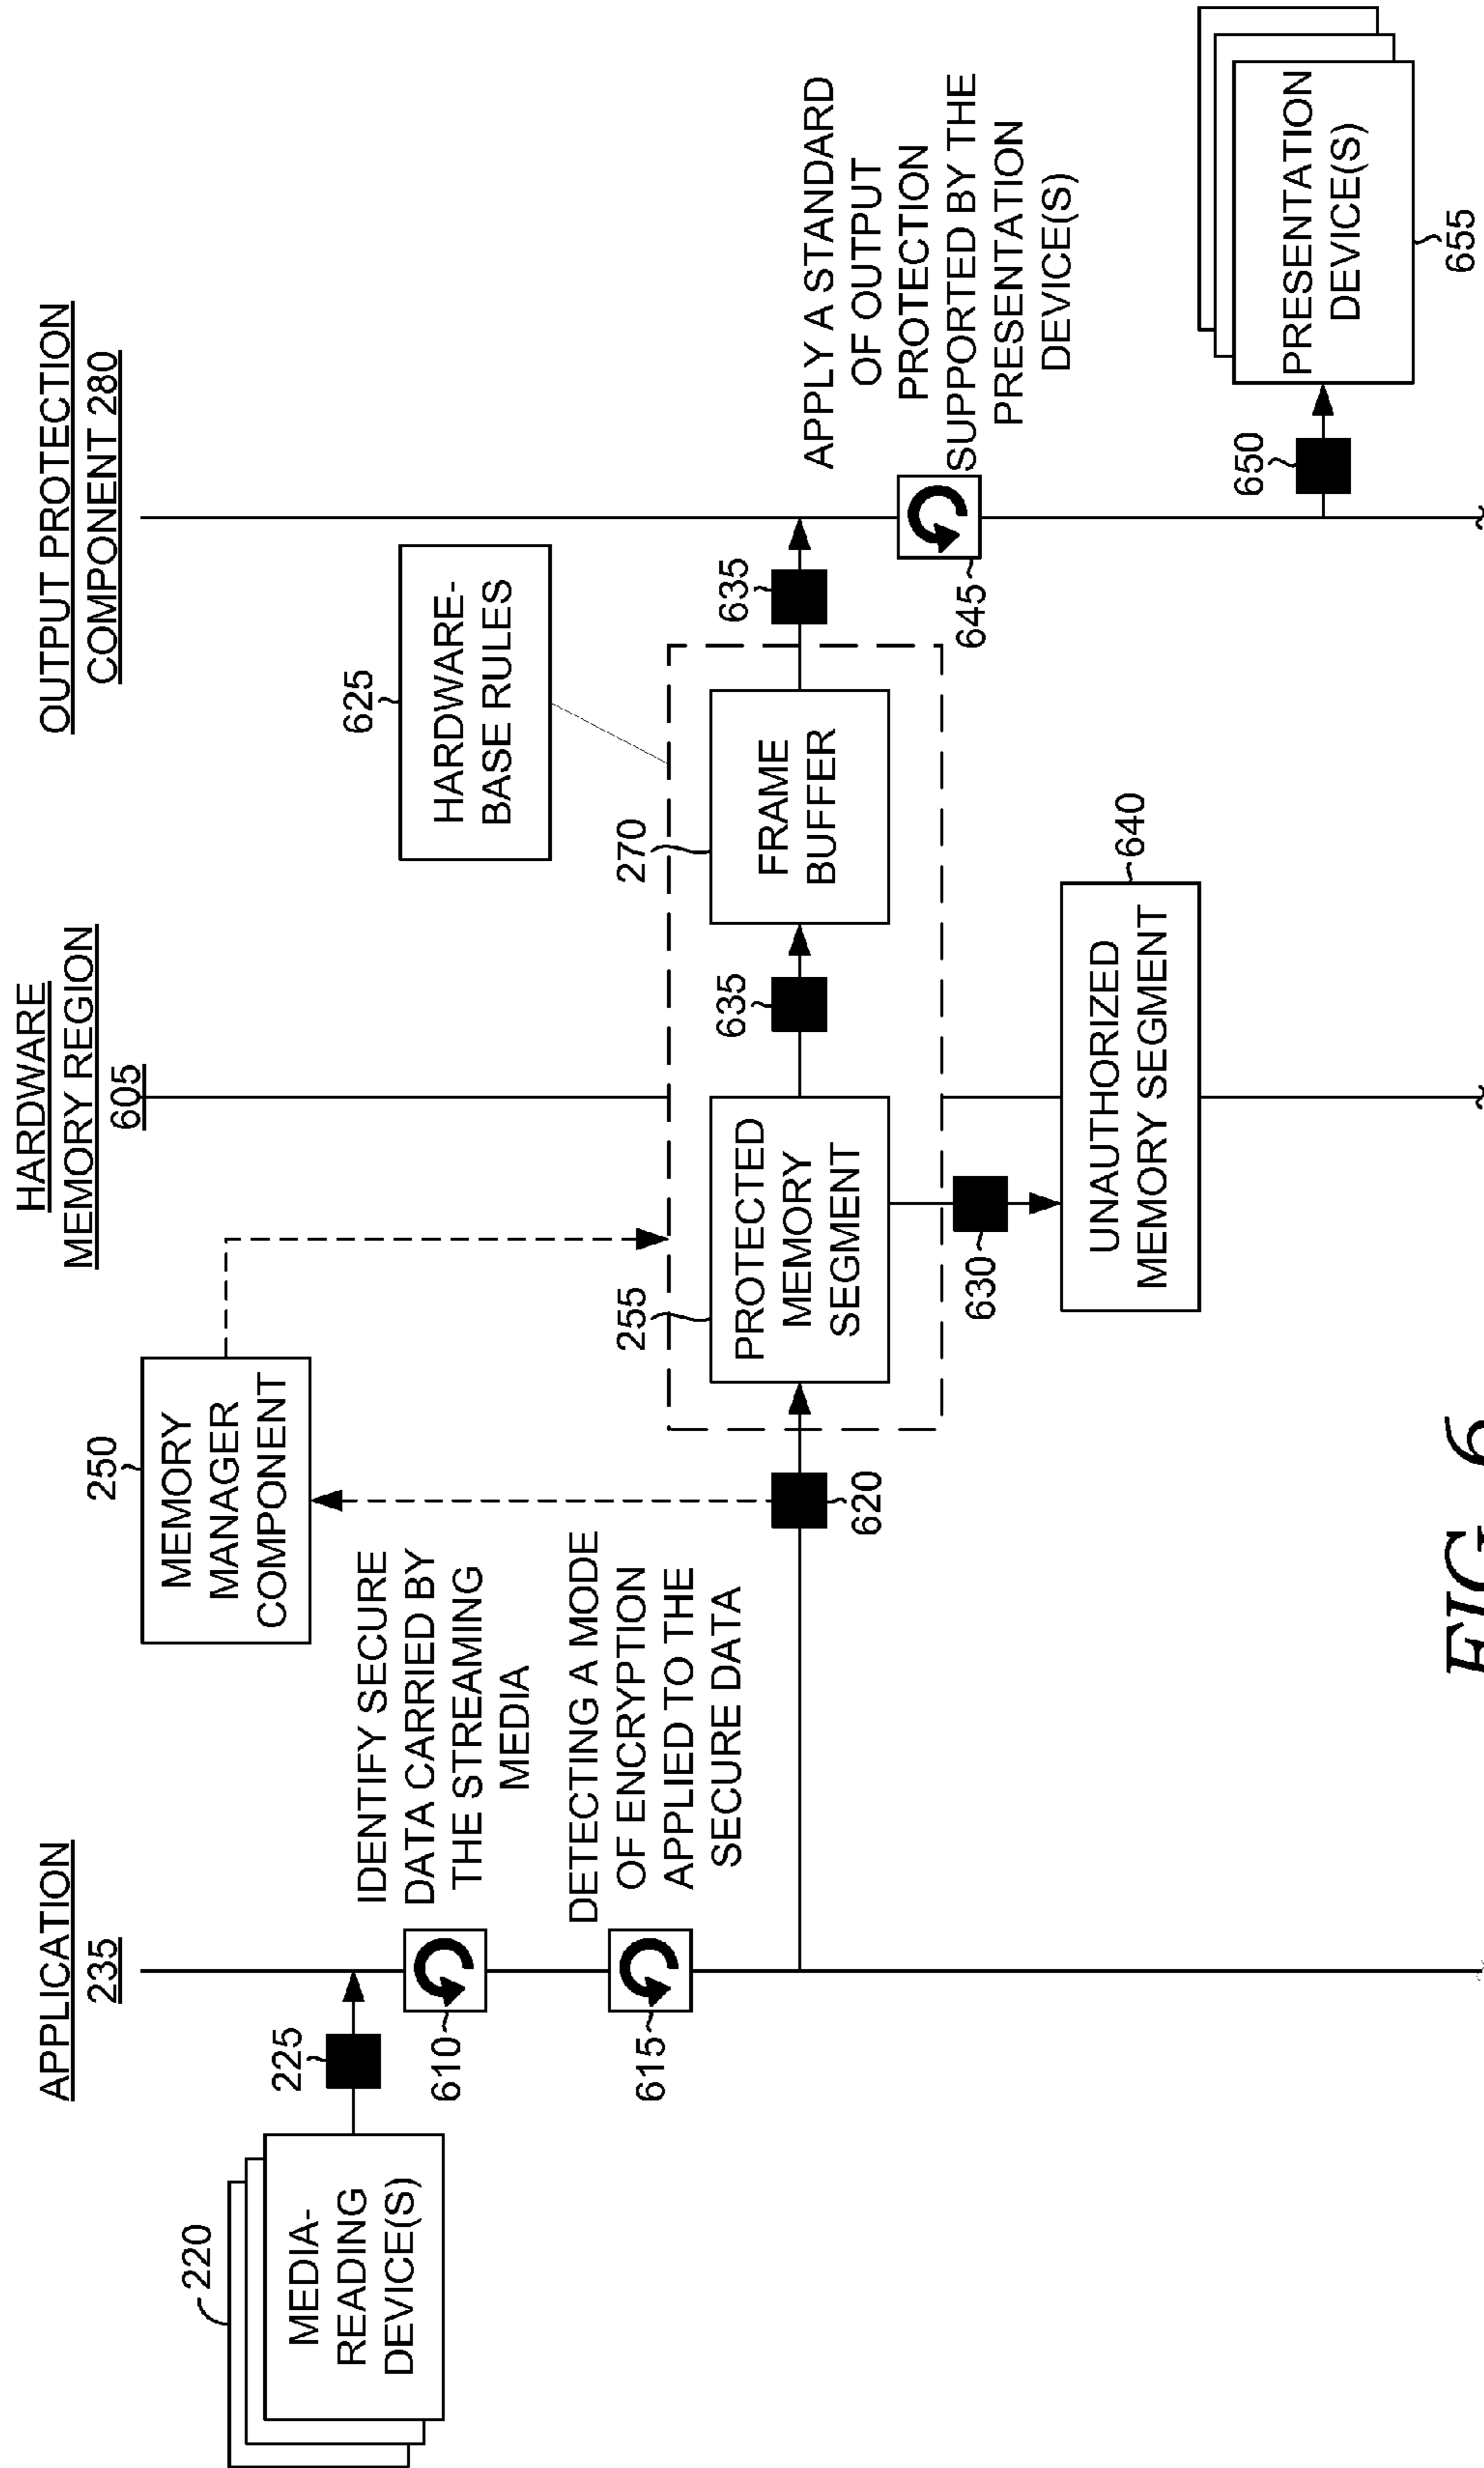 APPLICATION
235
HARDWARE
MEMORY REGION
605
OUTPUT PROTECTION
COMPONENT 280
220
MEDIA-
READING
DEVICE(S)
225
610
IDENTIFY SECURE
DATA CARRIED BY
THE STREAMING
MEDIA
615
DETECTING A MODE
OF ENCRYPTION
APPLIED TO THE
SECURE DATA
250
MEMORY
MANAGER
COMPONENT
620
255
PROTECTED
MEMORY
SEGMENT
635
270
FRAME
BUFFER
625
HARDWARE-
BASE RULES
635
630
UNAUTHORIZED
MEMORY SEGMENT
640
645
APPLY A STANDARD
OF OUTPUT
PROTECTION
SUPPORTED BY THE
PRESENTATION
DEVICE(S)
650
PRESENTATION
DEVICE(S)
655
FIG. 6